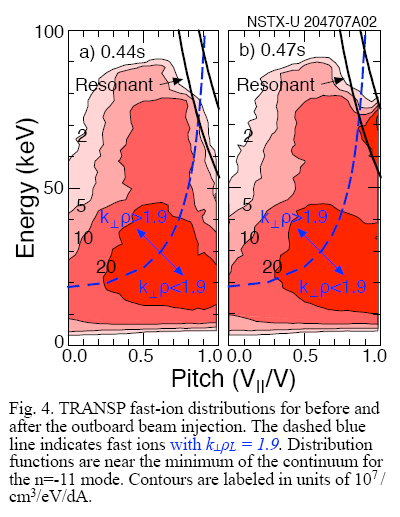 NSTX-U 204707A02
a) 0.44s
b) 0.47s
Resonant
Resonant
2
5
10
20
k⊥ρ>1.9
k⊥ρ<1.9
2
5
10
20
k⊥ρ>1.9
k⊥ρ<1.9
100
50
0
Energy (keV)
0.0 0.5 1.0 0.0 0.5 1.0
Pitch (V||/V)
Fig. 4. TRANSP fast-ion distributions for before and
after the outboard beam injection. The dashed blue
line indicates fast ions with k⊥ρL = 1.9. Distribution
functions are near the minimum of the continuum for
the n=-11 mode. Contours are labeled in units of 10⁷ /
cm³/eV/dA.